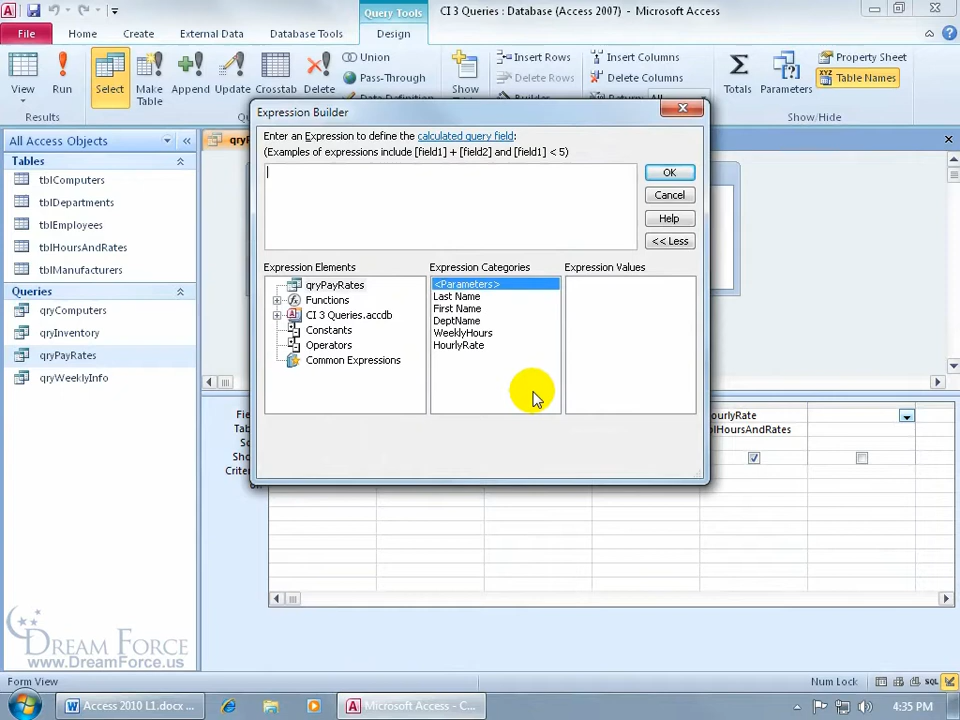 Query Tools
CI 3 Queries : Database (Access 2007) - Microsoft Access
File Home Create External Data Database Tools Design
View Run Select Make Table Append Update Crosstab Delete
Union
Pass-Through
Show
Insert Rows
Delete Rows
Insert Columns
Delete Columns
Totals Parameters
Property Sheet
Table Names
Results
Show/Hide
All Access Objects
Tables
tblComputers
tblDepartments
tblEmployees
tblHoursAndRates
tblManufacturers
Queries
qryComputers
qryInventory
qryPayRates
qryWeeklyInfo
Expression Builder
Enter an Expression to define the calculated query field:
(Examples of expressions include [field1] + [field2] and [field1] < 5)
OK
Cancel
Help
<< Less
Expression Elements
qryPayRates
Functions
CI 3 Queries.accdb
Constants
Operators
Common Expressions
Expression Categories
<Parameters>
Last Name
First Name
DeptName
WeeklyHours
HourlyRate
Expression Values
DREAM FORCE
www.DreamForce.us
Form View
Num Lock
SQL
Access 2010 L1.docx ...
Microsoft Access - C...
4:35 PM